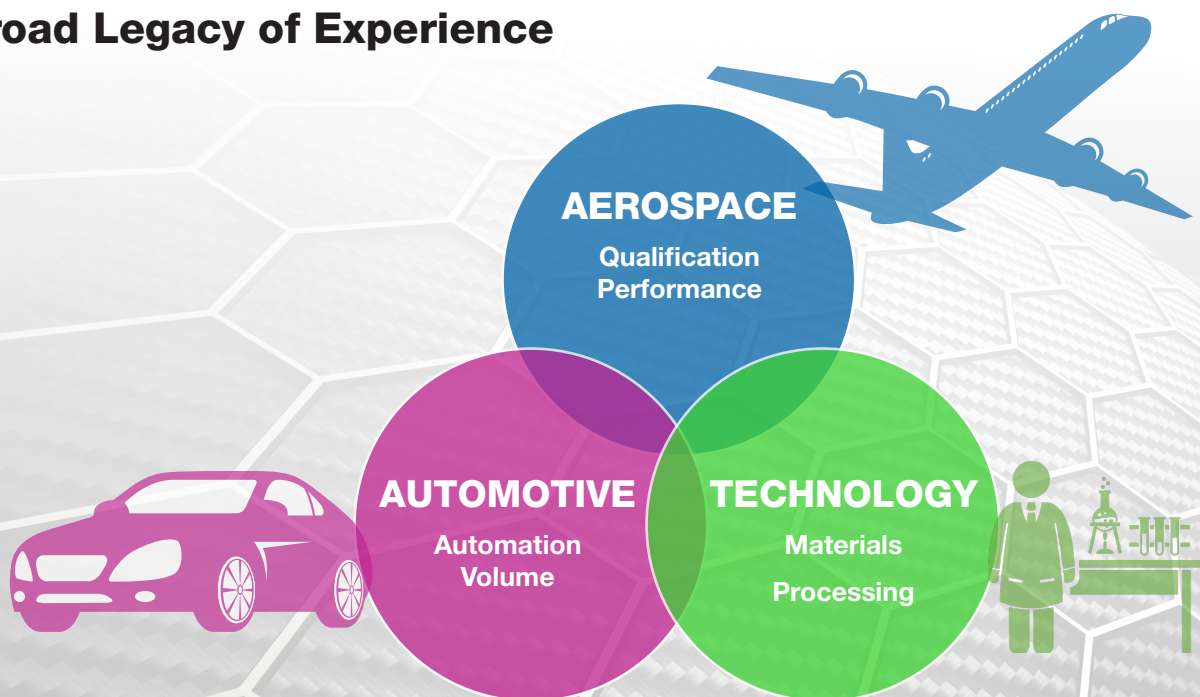 road Legacy of Experience
AEROSPACE
Qualification
Performance
AUTOMOTIVE
Automation
Volume
TECHNOLOGY
Materials
Processing